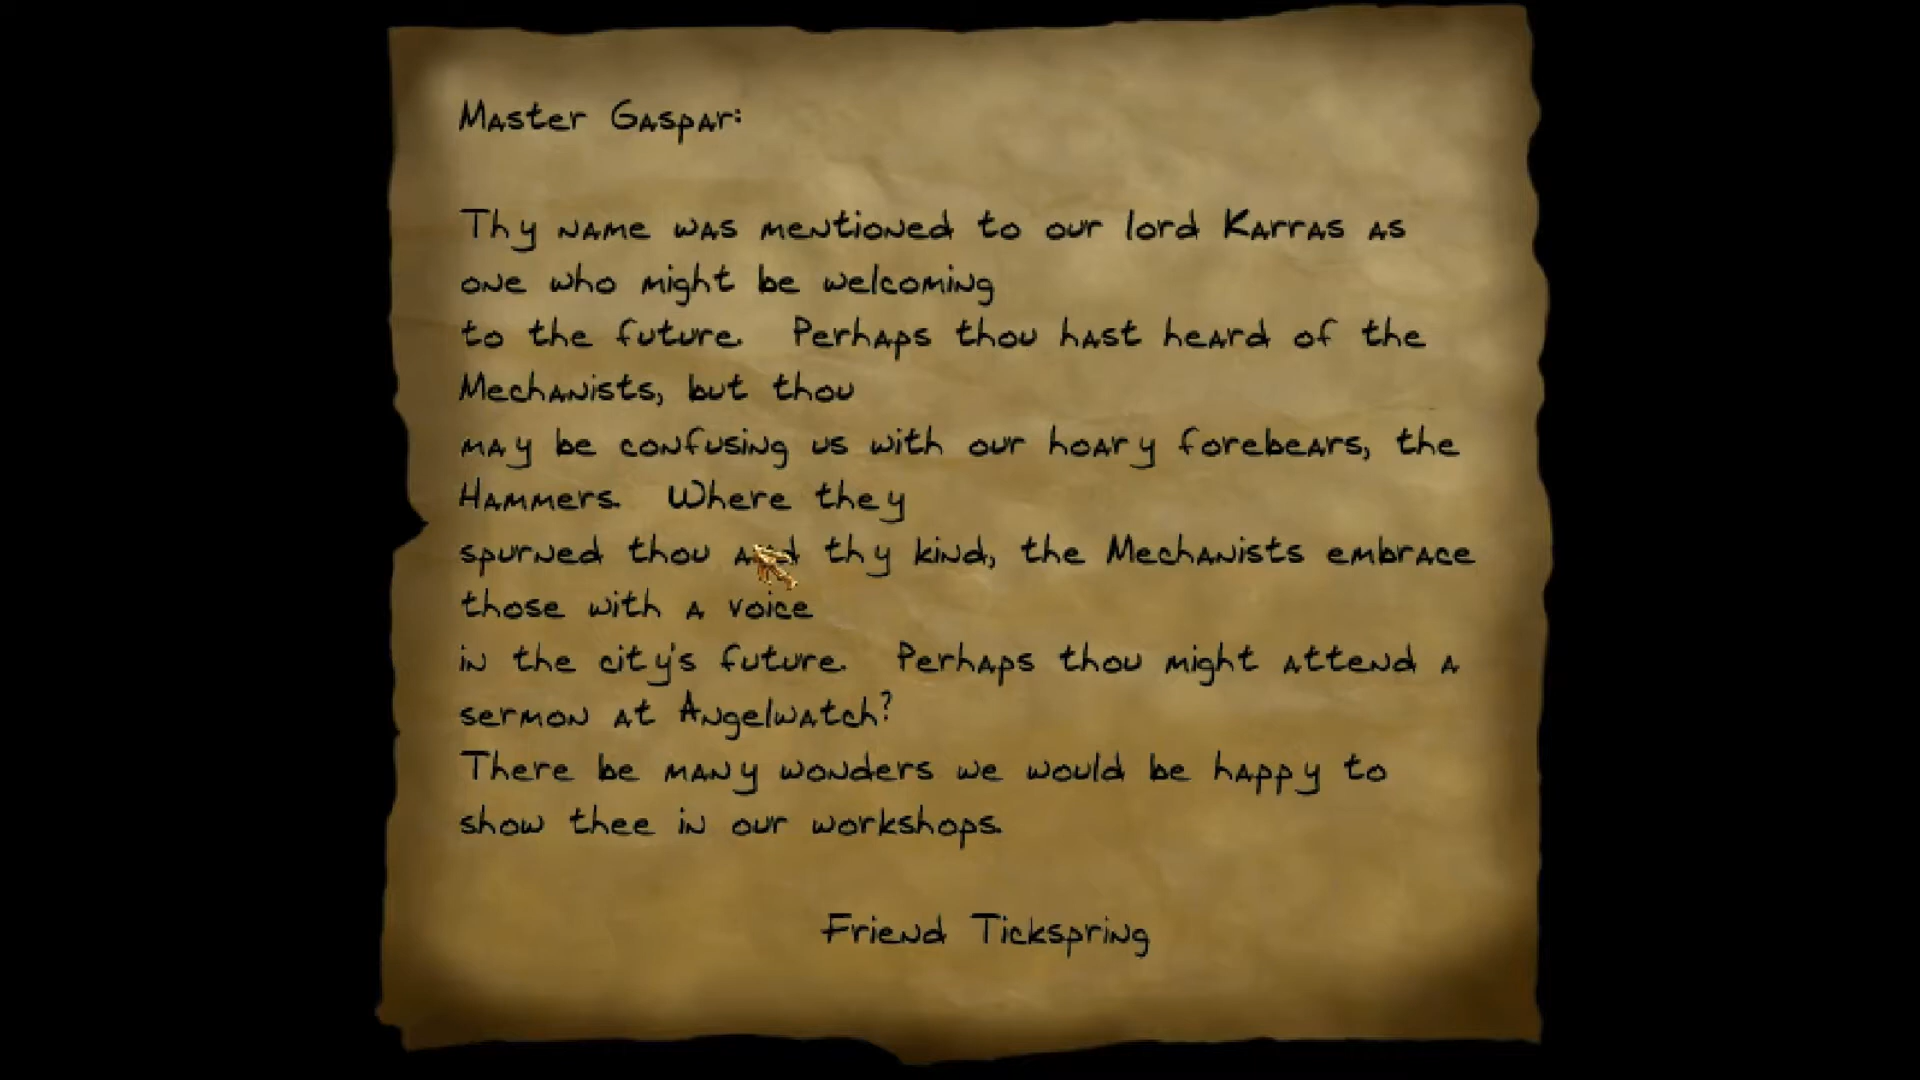 Master Gaspar:
Thy name was mentioned to our lord Karras as
one who might be welcoming
to the future.  Perhaps thou hast heard of the
Mechanists, but thou
may be confusing us with our hoary forebears, the
Hammers.  Where they
spurned thou and thy kind, the Mechanists embrace
those with a voice
in the city's future.  Perhaps thou might attend a
sermon at Angelwatch?
There be many wonders we would be happy to
show thee in our workshops.
Friend Tickspring